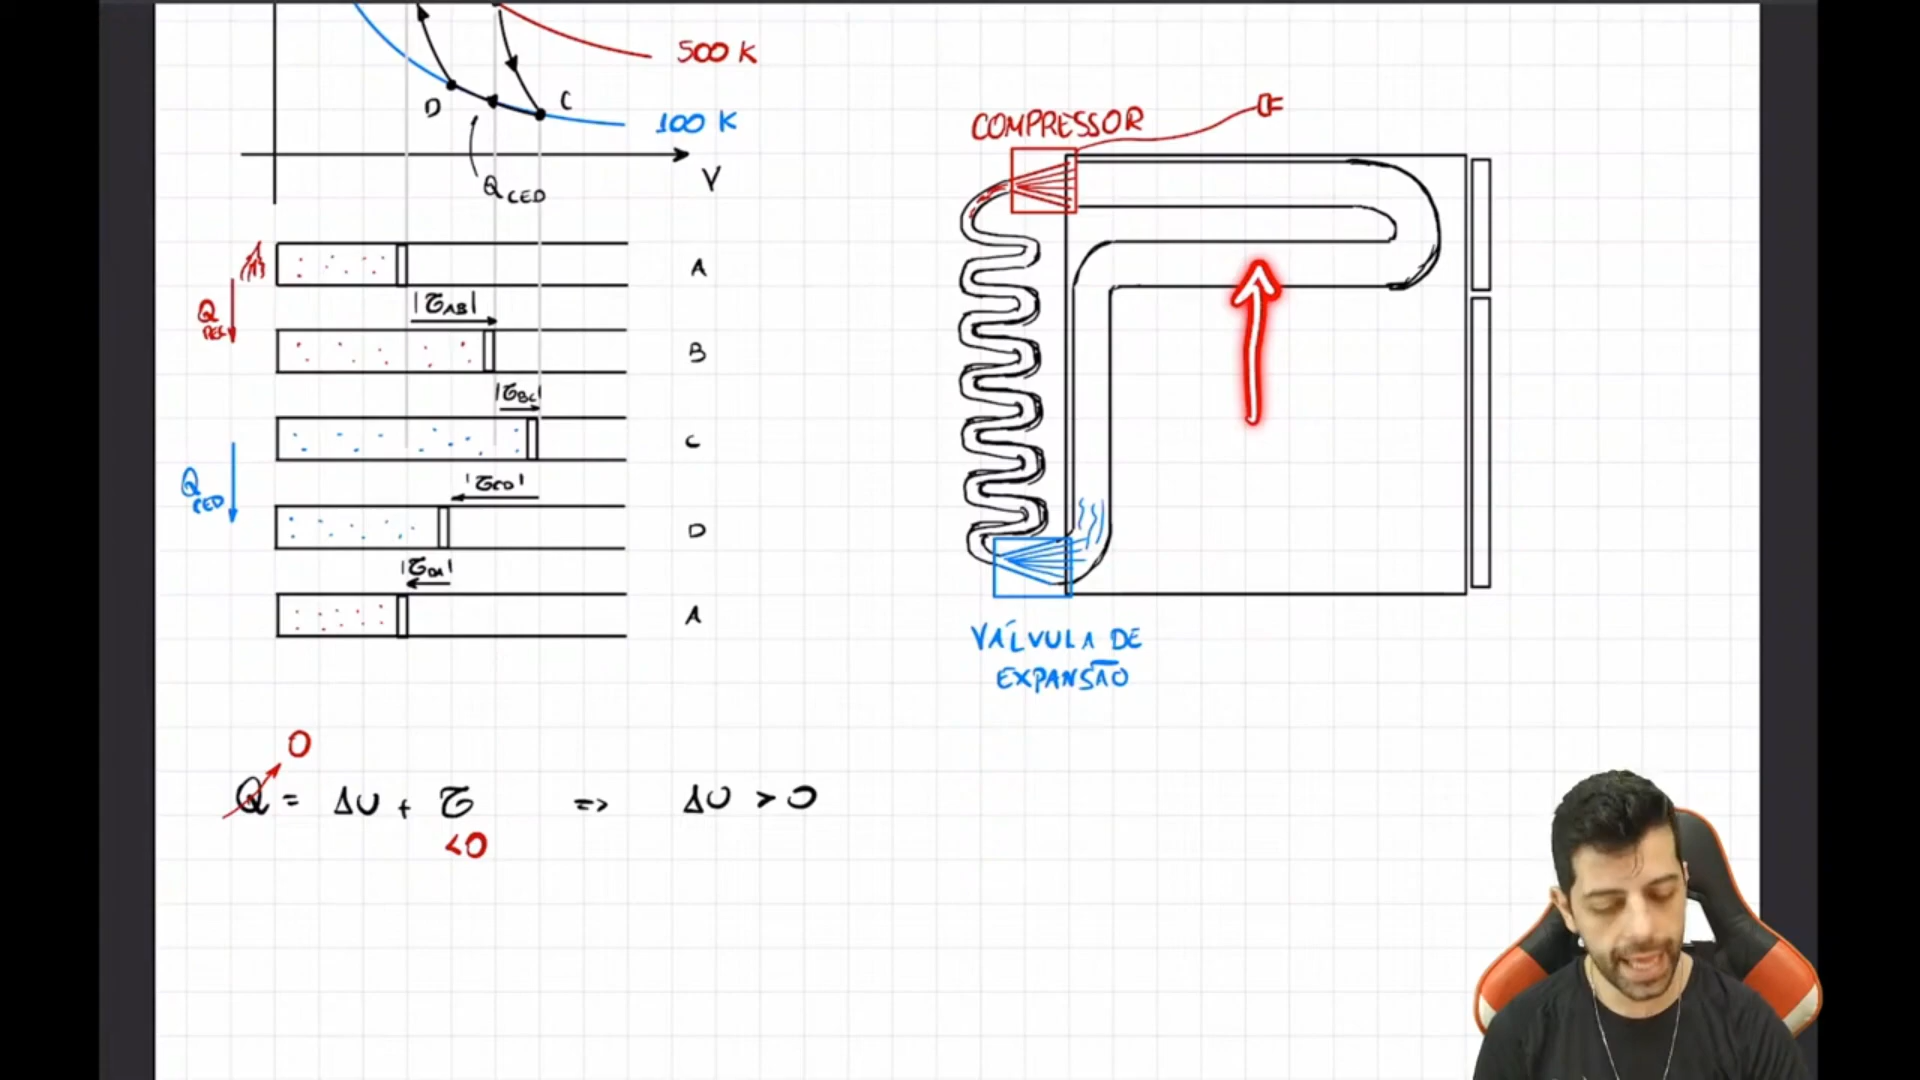 500 K
D
C
100 K
V
Q CED
COMPRESSOR
A
Q REC
|τAB|
B
|τBC|
C
Q CED
|τCD|
D
|τDA|
A
VÁLVULA DE
EXPANSÃO
0
Q = ΔU + τ => ΔU > 0
<0